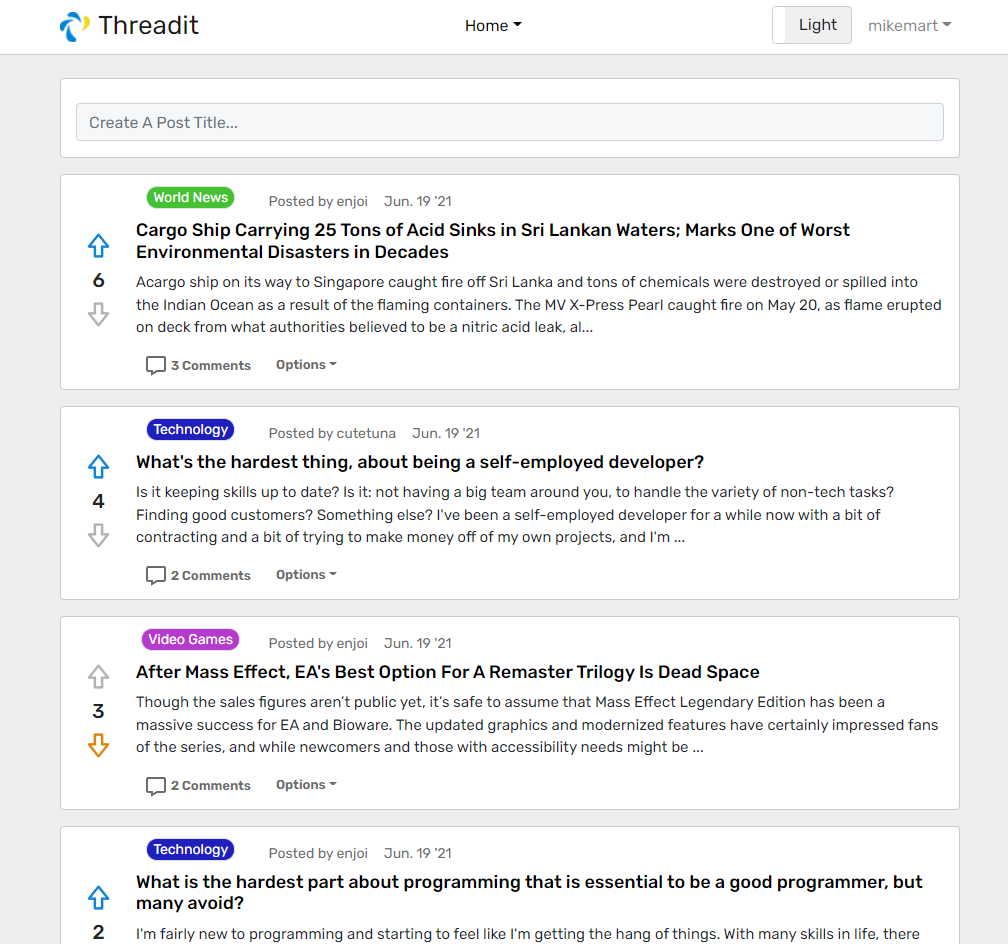 Threadit
Home
Light
mikemart
Create A Post Title...
World News
Posted by enjoi Jun. 19 '21
Cargo Ship Carrying 25 Tons of Acid Sinks in Sri Lankan Waters; Marks One of Worst
Environmental Disasters in Decades
6
Acargo ship on its way to Singapore caught fire off Sri Lanka and tons of chemicals were destroyed or spilled into
the Indian Ocean as a result of the flaming containers. The MV X-Press Pearl caught fire on May 20, as flame erupted
on deck from what authorities believed to be a nitric acid leak, al...
3 Comments Options
Technology
Posted by cutetuna Jun. 19 '21
What's the hardest thing, about being a self-employed developer?
4
Is it keeping skills up to date? Is it: not having a big team around you, to handle the variety of non-tech tasks?
Finding good customers? Something else? I've been a self-employed developer for a while now with a bit of
contracting and a bit of trying to make money off of my own projects, and I'm ...
2 Comments Options
Video Games
Posted by enjoi Jun. 19 '21
After Mass Effect, EA's Best Option For A Remaster Trilogy Is Dead Space
3
Though the sales figures aren’t public yet, it’s safe to assume that Mass Effect Legendary Edition has been a
massive success for EA and Bioware. The updated graphics and modernized features have certainly impressed fans
of the series, and while newcomers and those with accessibility needs might be ...
2 Comments Options
Technology
Posted by enjoi Jun. 19 '21
What is the hardest part about programming that is essential to be a good programmer, but
many avoid?
2
I'm fairly new to programming and starting to feel like I'm getting the hang of things. With many skills in life, there